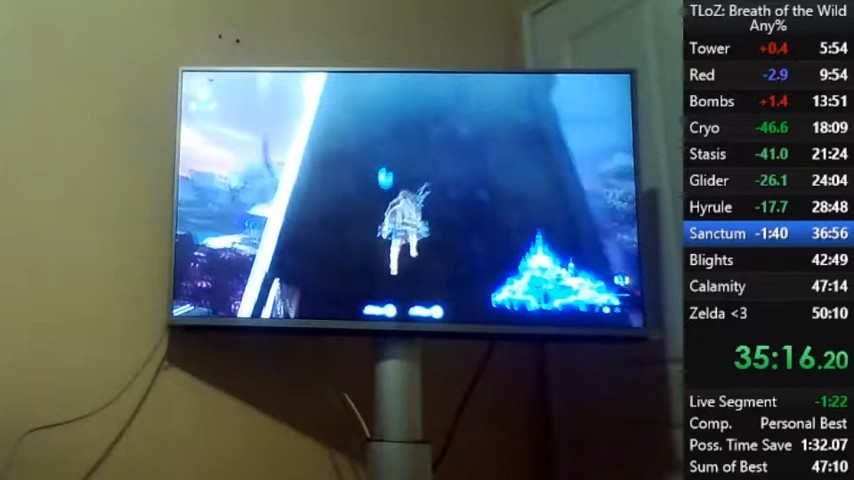 TLoZ: Breath of the Wild
Any%
Tower +0.4 5:54
Red -2.9 9:54
Bombs +1.4 13:51
Cryo -46.6 18:09
Stasis -41.0 21:24
Glider -26.1 24:04
Hyrule -17.7 28:48
Sanctum -1:40 36:56
Blights 42:49
Calamity 47:14
Zelda <3 50:10
35:16.20
Live Segment -1:22
Comp. Personal Best
Poss. Time Save 1:32.07
Sum of Best 47:10